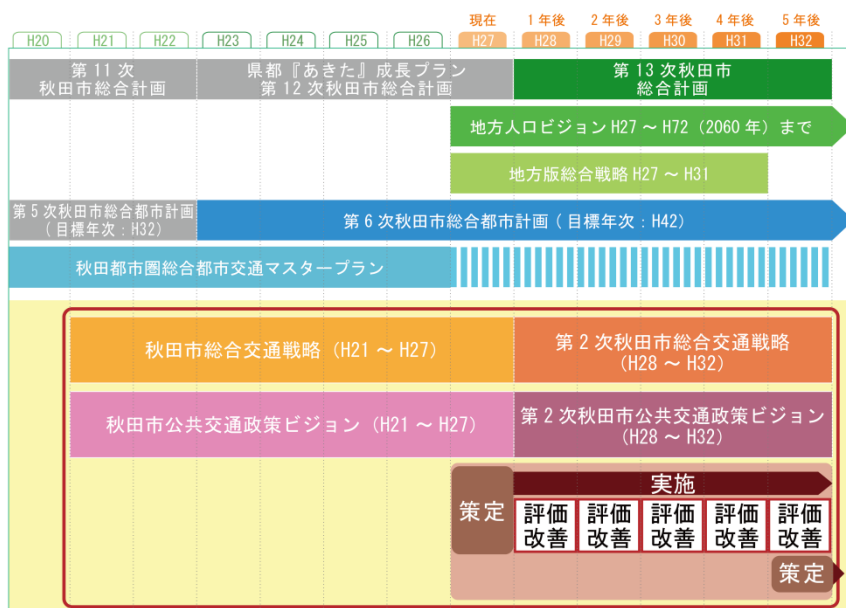 現在 1年後 2年後 3年後 4年後 5年後
H20 H21 H22 H23 H24 H25 H26 H27 H28 H29 H30 H31 H32
第11次
秋田市総合計画
県都『あきた』成長プラン
第12次秋田市総合計画
第13次秋田市
総合計画
地方人口ビジョンH27~H72(2060年)まで
地方版総合戦略H27~H31
第5次秋田市総合都市計画
(目標年次:H32)
第6次秋田市総合都市計画(目標年次:H42)
秋田都市圏総合都市交通マスタープラン
秋田市総合交通戦略(H21~H27)
第2次秋田市総合交通戦略
(H28~H32)
秋田市公共交通政策ビジョン(H21~H27)
第2次秋田市公共交通政策ビジョン
(H28~H32)
策定
実施
評価 評価 評価 評価 評価
改善 改善 改善 改善 改善
策定